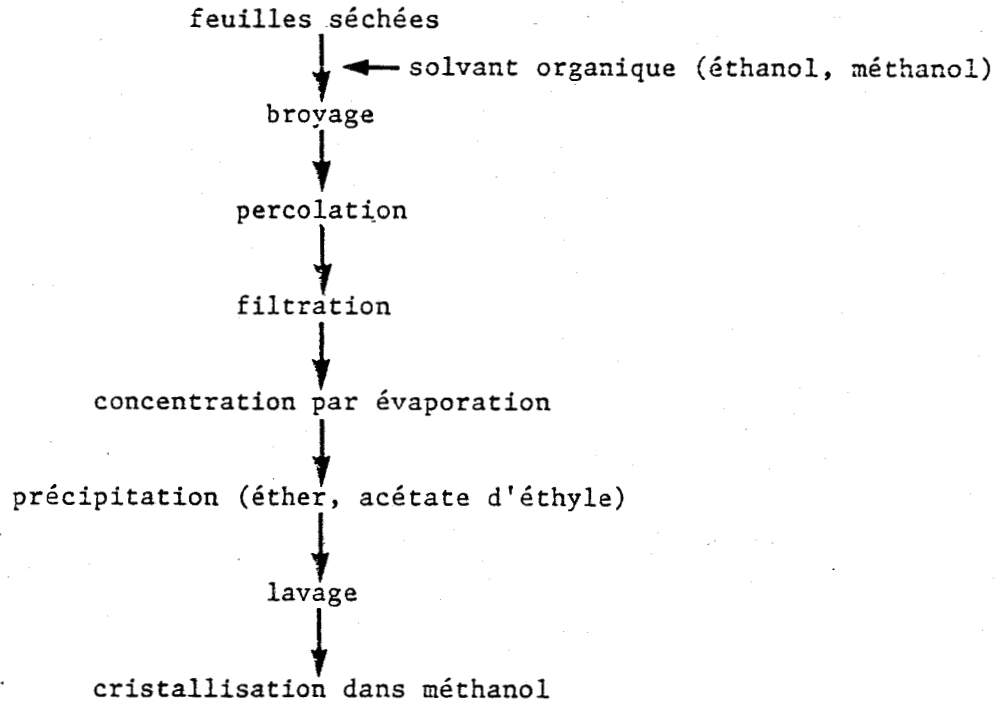 feuilles séchées
solvant organique (éthanol, méthanol)
broyage
percolation
filtration
concentration par évaporation
précipitation (éther, acétate d'éthyle)
lavage
cristallisation dans méthanol